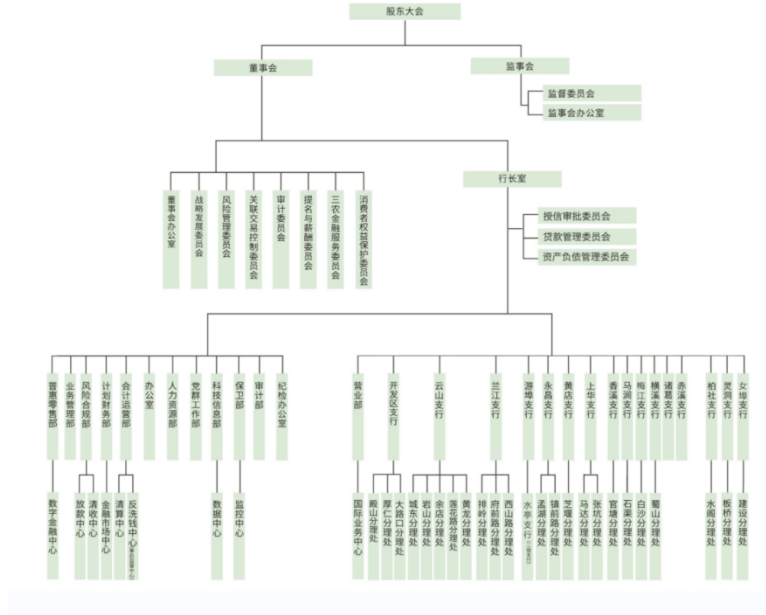 股东大会
董事会
监事会
监督委员会
监事会办公室
行长室
董事会办公室
战略发展委员会
风险管理委员会
关联交易控制委员会
审计委员会
提名与薪酬委员会
三农金融服务委员会
消费者权益保护委员会
授信审批委员会
贷款管理委员会
资产负债管理委员会
普惠零售部
业务管理部
风险合规部
计划财务部
会计运营部
办公室
人力资源部
党群工作部
科技信息部
保卫部
审计部
纪检办公室
营业部
开发区支行
云山支行
兰江支行
游埠支行
永昌支行
黄店支行
上华支行
香溪支行
马涧支行
梅江支行
横溪支行
诸葛支行
赤溪支行
柏社支行
灵洞支行
女埠支行
数字金融中心
放款中心
清收中心
金融市场中心
清算中心
反洗钱中心
数据中心
监控中心
国际业务中心
殿山分理处
厚仁分理处
大路口分理处
城东分理处
岩山分理处
余店分理处
莲花路分理处
黄龙分理处
排岭分理处
府前路分理处
西山路分理处
水亭支行
孟湖分理处
镇前路分理处
芝堰分理处
马达分理处
张坑分理处
官塘分理处
石渠分理处
白沙分理处
蜀山分理处
水阁分理处
板桥分理处
建设分理处